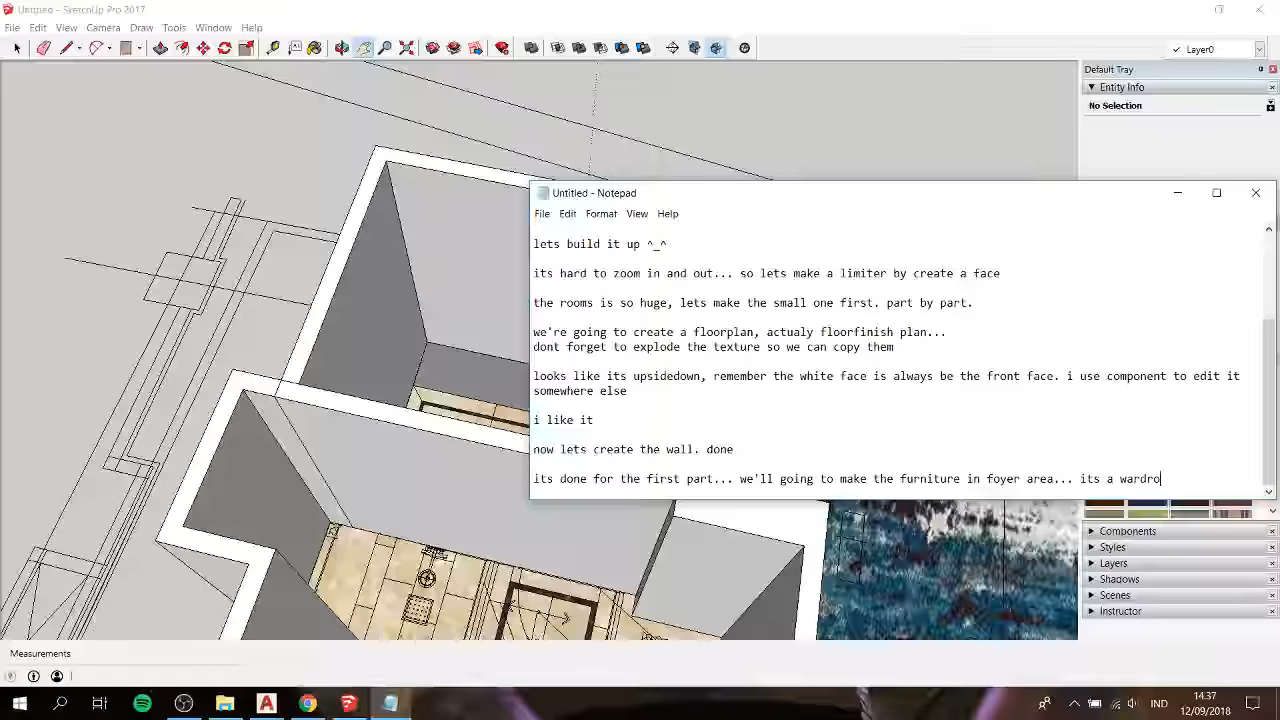 Untitled - SketchUp Pro 2017
File Edit View Camera Draw Tools Window Help
Layer0
Default Tray
Entity Info
No Selection
Untitled - Notepad
File Edit Format View Help
lets build it up ^_^
its hard to zoom in and out... so lets make a limiter by create a face
the rooms is so huge, lets make the small one first. part by part.
we're going to create a floorplan, actualy floorfinish plan...
dont forget to explode the texture so we can copy them
looks like its upsidedown, remember the white face is always be the front face. i use component to edit it
somewhere else
i like it
now lets create the wall. done
its done for the first part... we'll going to make the furniture in foyer area... its a wardro
Components
Styles
Layers
Shadows
Scenes
Instructor
Measurements
IND
14.37
12/09/2018